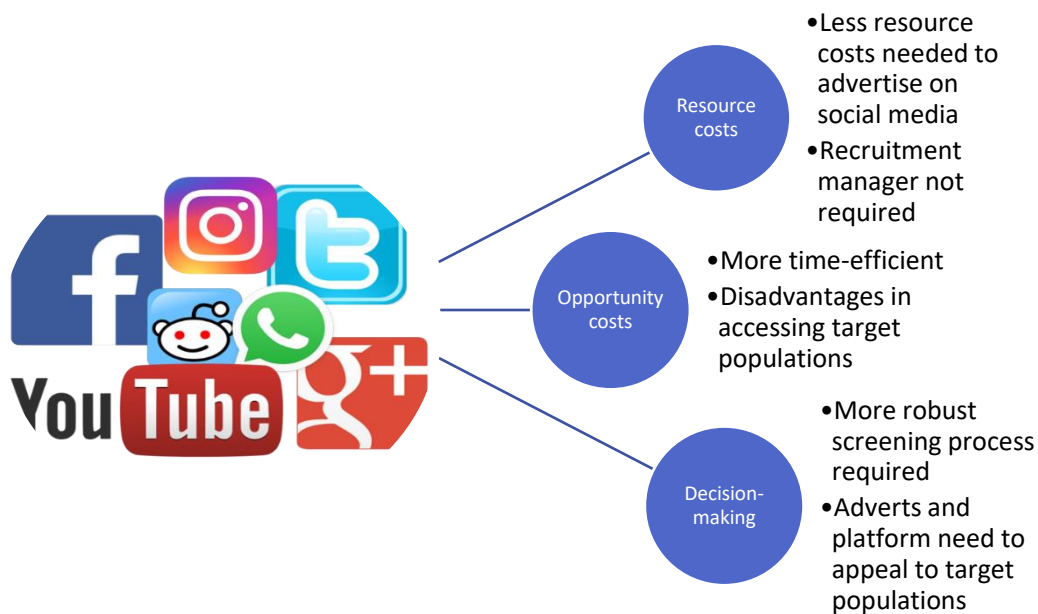 f
t
g+
You Tube
Resource
costs
•Less resource
costs needed to
advertise on
social media
•Recruitment
manager not
required
Opportunity
costs
•More time-efficient
•Disadvantages in
accessing target
populations
Decision-
making
•More robust
screening process
required
•Adverts and
platform need to
appeal to target
populations